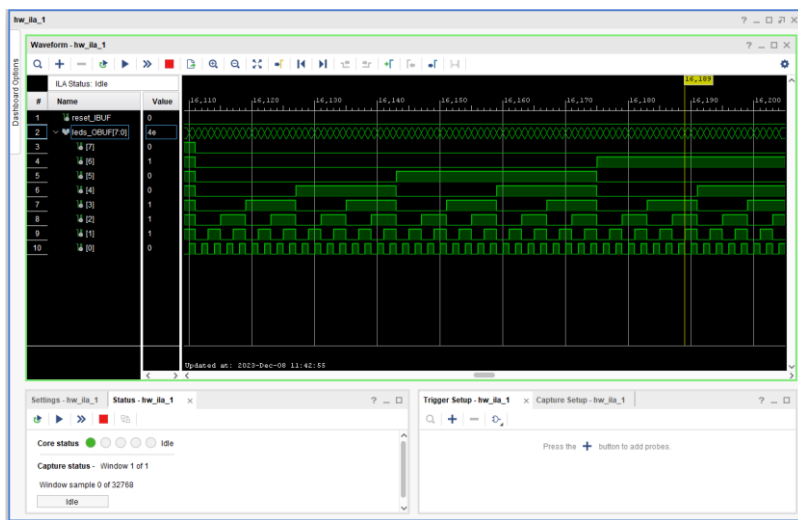 hw_ila_1
Dashboard Options
Waveform - hw_ila_1
ILA Status: Idle
# Name Value
1 reset_IBUF 0
2 leds_OBUF[7:0] 4e
3 [7] 0
4 [6] 1
5 [5] 0
6 [4] 0
7 [3] 1
8 [2] 1
9 [1] 1
10 [0] 0
16,189
16,110 16,120 16,130 16,140 16,150 16,160 16,170 16,180 16,190 16,200
Updated at: 2023-Dec-08 11:42:55
Settings - hw_ila_1 Status - hw_ila_1
Core status Idle
Capture status - Window 1 of 1
Window sample 0 of 32768
Idle
Trigger Setup - hw_ila_1 Capture Setup - hw_ila_1
Press the + button to add probes.